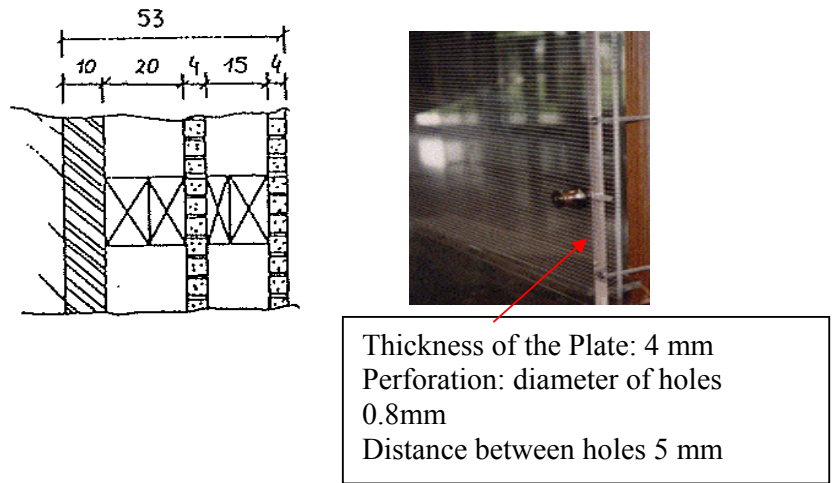 53
10 20 4 15 4
Thickness of the Plate: 4 mm
Perforation: diameter of holes
0.8mm
Distance between holes 5 mm